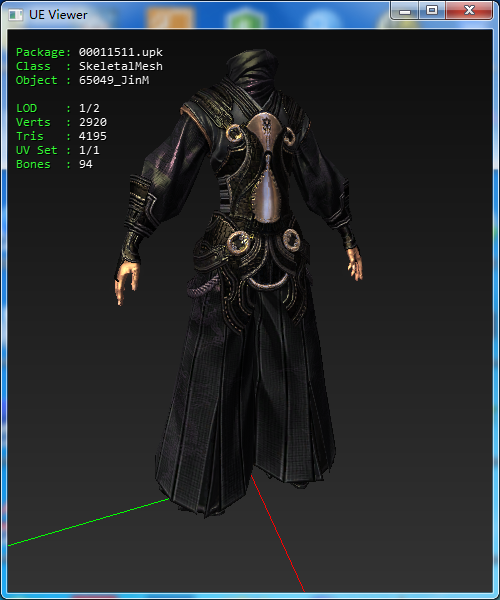 UE Viewer
Package: 00011511.upk
Class : SkeletalMesh
Object : 65049_JinM
LOD : 1/2
Verts : 2920
Tris : 4195
UV Set : 1/1
Bones : 94